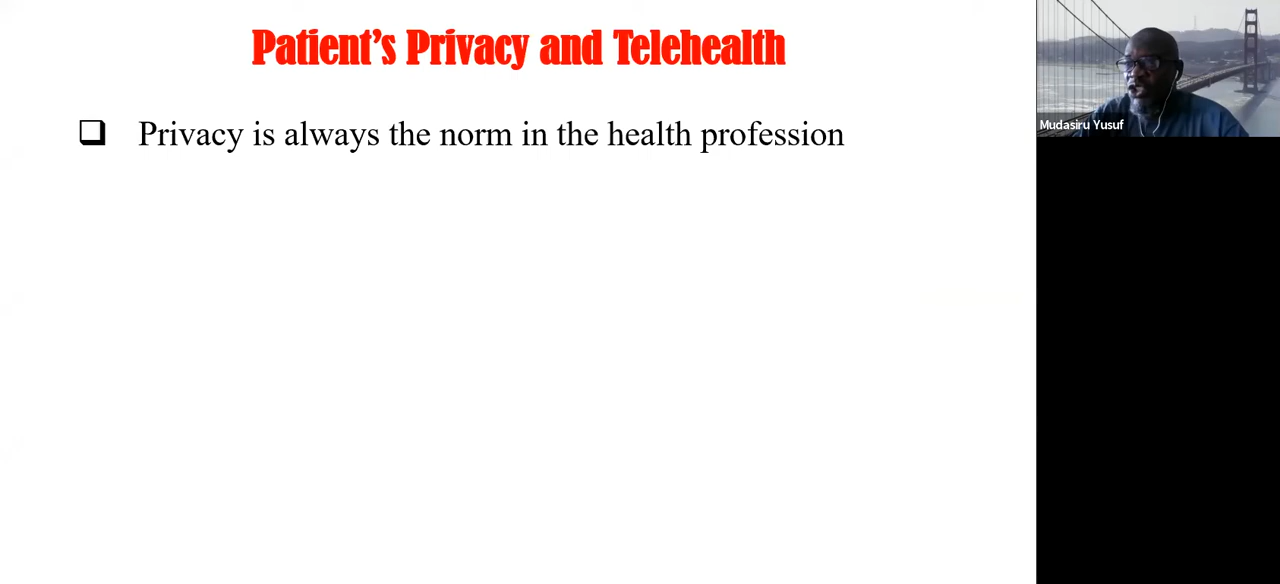 Patient's Privacy and Telehealth
❑ Privacy is always the norm in the health profession
Mudasiru Yusuf